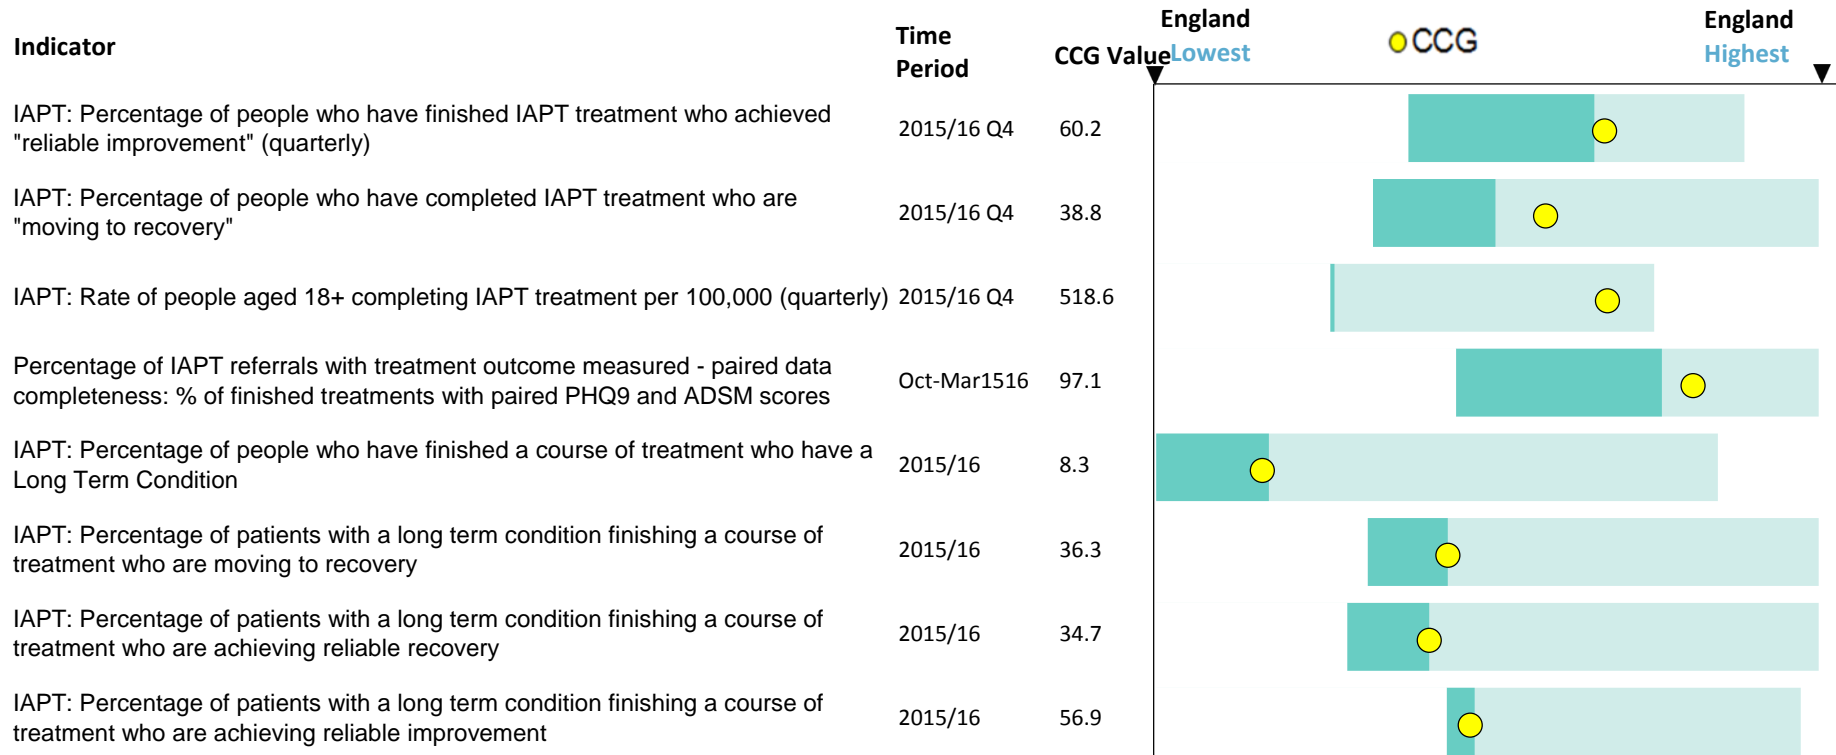 Indicator
Time
Period
CCG Value
England
Lowest
CCG
England
Highest
IAPT: Percentage of people who have finished IAPT treatment who achieved
"reliable improvement" (quarterly)
2015/16 Q4
60.2
IAPT: Percentage of people who have completed IAPT treatment who are
"moving to recovery"
2015/16 Q4
38.8
IAPT: Rate of people aged 18+ completing IAPT treatment per 100,000 (quarterly)
2015/16 Q4
518.6
Percentage of IAPT referrals with treatment outcome measured - paired data
completeness: % of finished treatments with paired PHQ9 and ADSM scores
Oct-Mar1516
97.1
IAPT: Percentage of people who have finished a course of treatment who have a
Long Term Condition
2015/16
8.3
IAPT: Percentage of patients with a long term condition finishing a course of
treatment who are moving to recovery
2015/16
36.3
IAPT: Percentage of patients with a long term condition finishing a course of
treatment who are achieving reliable recovery
2015/16
34.7
IAPT: Percentage of patients with a long term condition finishing a course of
treatment who are achieving reliable improvement
2015/16
56.9